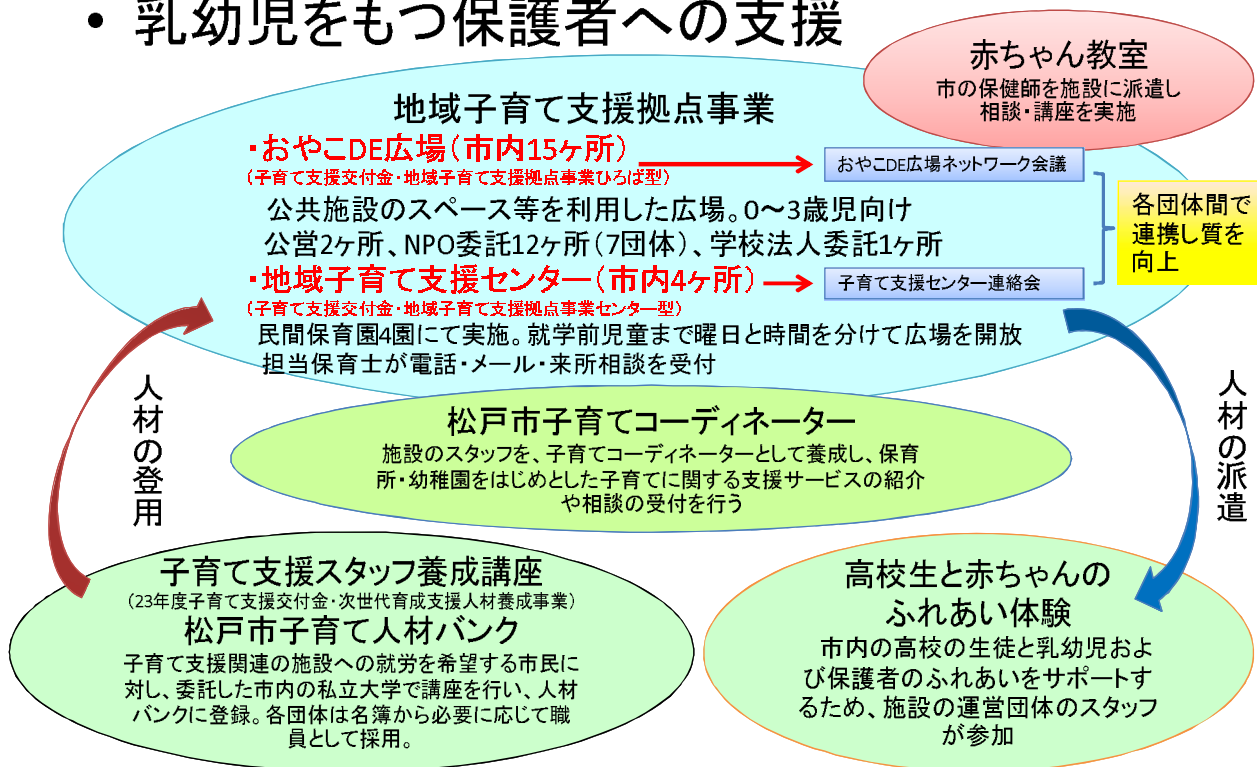 ・乳幼児をもつ保護者への支援
赤ちゃん教室
市の保健師を施設に派遣し
相談・講座を実施
地域子育て支援拠点事業
・おやこDE広場(市内15ヶ所)
(子育て支援交付金・地域子育て支援拠点事業ひろば型)
おやこDE広場ネットワーク会議
公共施設のスペース等を利用した広場。0~3歳児向け
公営2ヶ所、NPO委託12ヶ所(7団体)、学校法人委託1ヶ所
各団体間で
連携し質を
向上
・地域子育て支援センター(市内4ヶ所)
(子育て支援交付金・地域子育て支援拠点事業センター型)
子育て支援センター連絡会
民間保育園4園にて実施。就学前児童まで曜日と時間を分けて広場を開放
担当保育士が電話・メール・来所相談を受付
人材の登用
人材の派遣
松戸市子育てコーディネーター
施設のスタッフを、子育てコーディネーターとして養成し、保育
所・幼稚園をはじめとした子育てに関する支援サービスの紹介
や相談の受付を行う
子育て支援スタッフ養成講座
(23年度子育て支援交付金・次世代育成支援人材養成事業)
松戸市子育て人材バンク
子育て支援関連の施設への就労を希望する市民に
対し、委託した市内の私立大学で講座を行い、人材
バンクに登録。各団体は名簿から必要に応じて職
員として採用。
高校生と赤ちゃんの
ふれあい体験
市内の高校の生徒と乳幼児およ
び保護者のふれあいをサポートす
るため、施設の運営団体のスタッフ
が参加